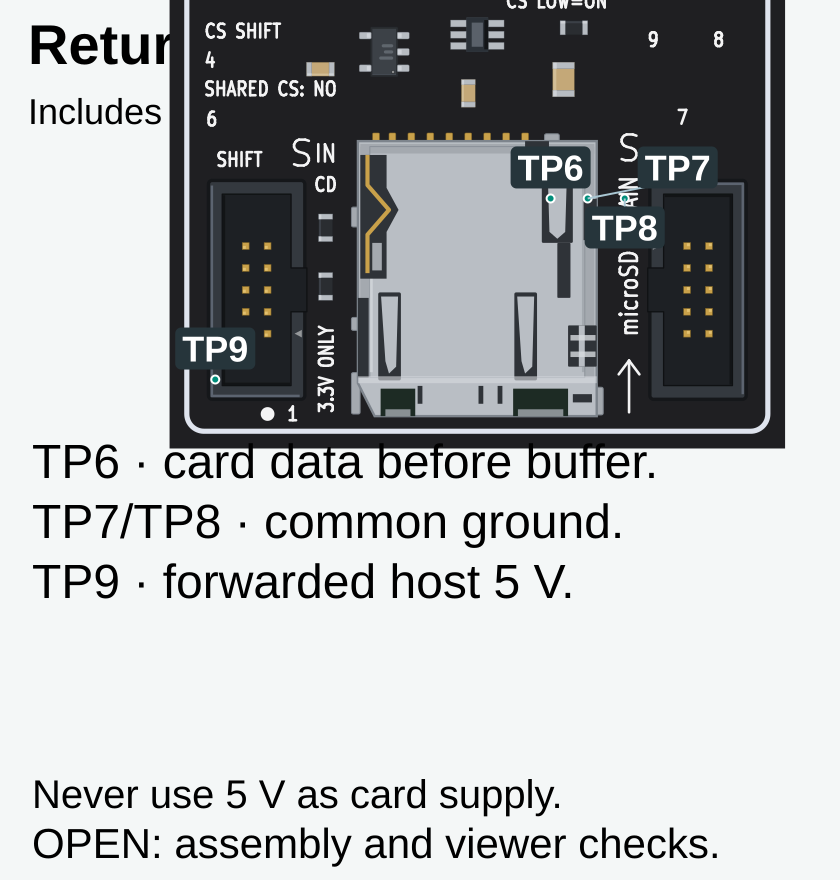 CS LOW=ON
Retur
CS SHIFT
4
9 8
SHARED CS: NO
Includes
6
7
SHIFT
S IN
S
CD
TP6
TP7
TP8
microSD
TP9
3.3V ONLY
1
TP6 · card data before buffer.
TP7/TP8 · common ground.
TP9 · forwarded host 5 V.
Never use 5 V as card supply.
OPEN: assembly and viewer checks.